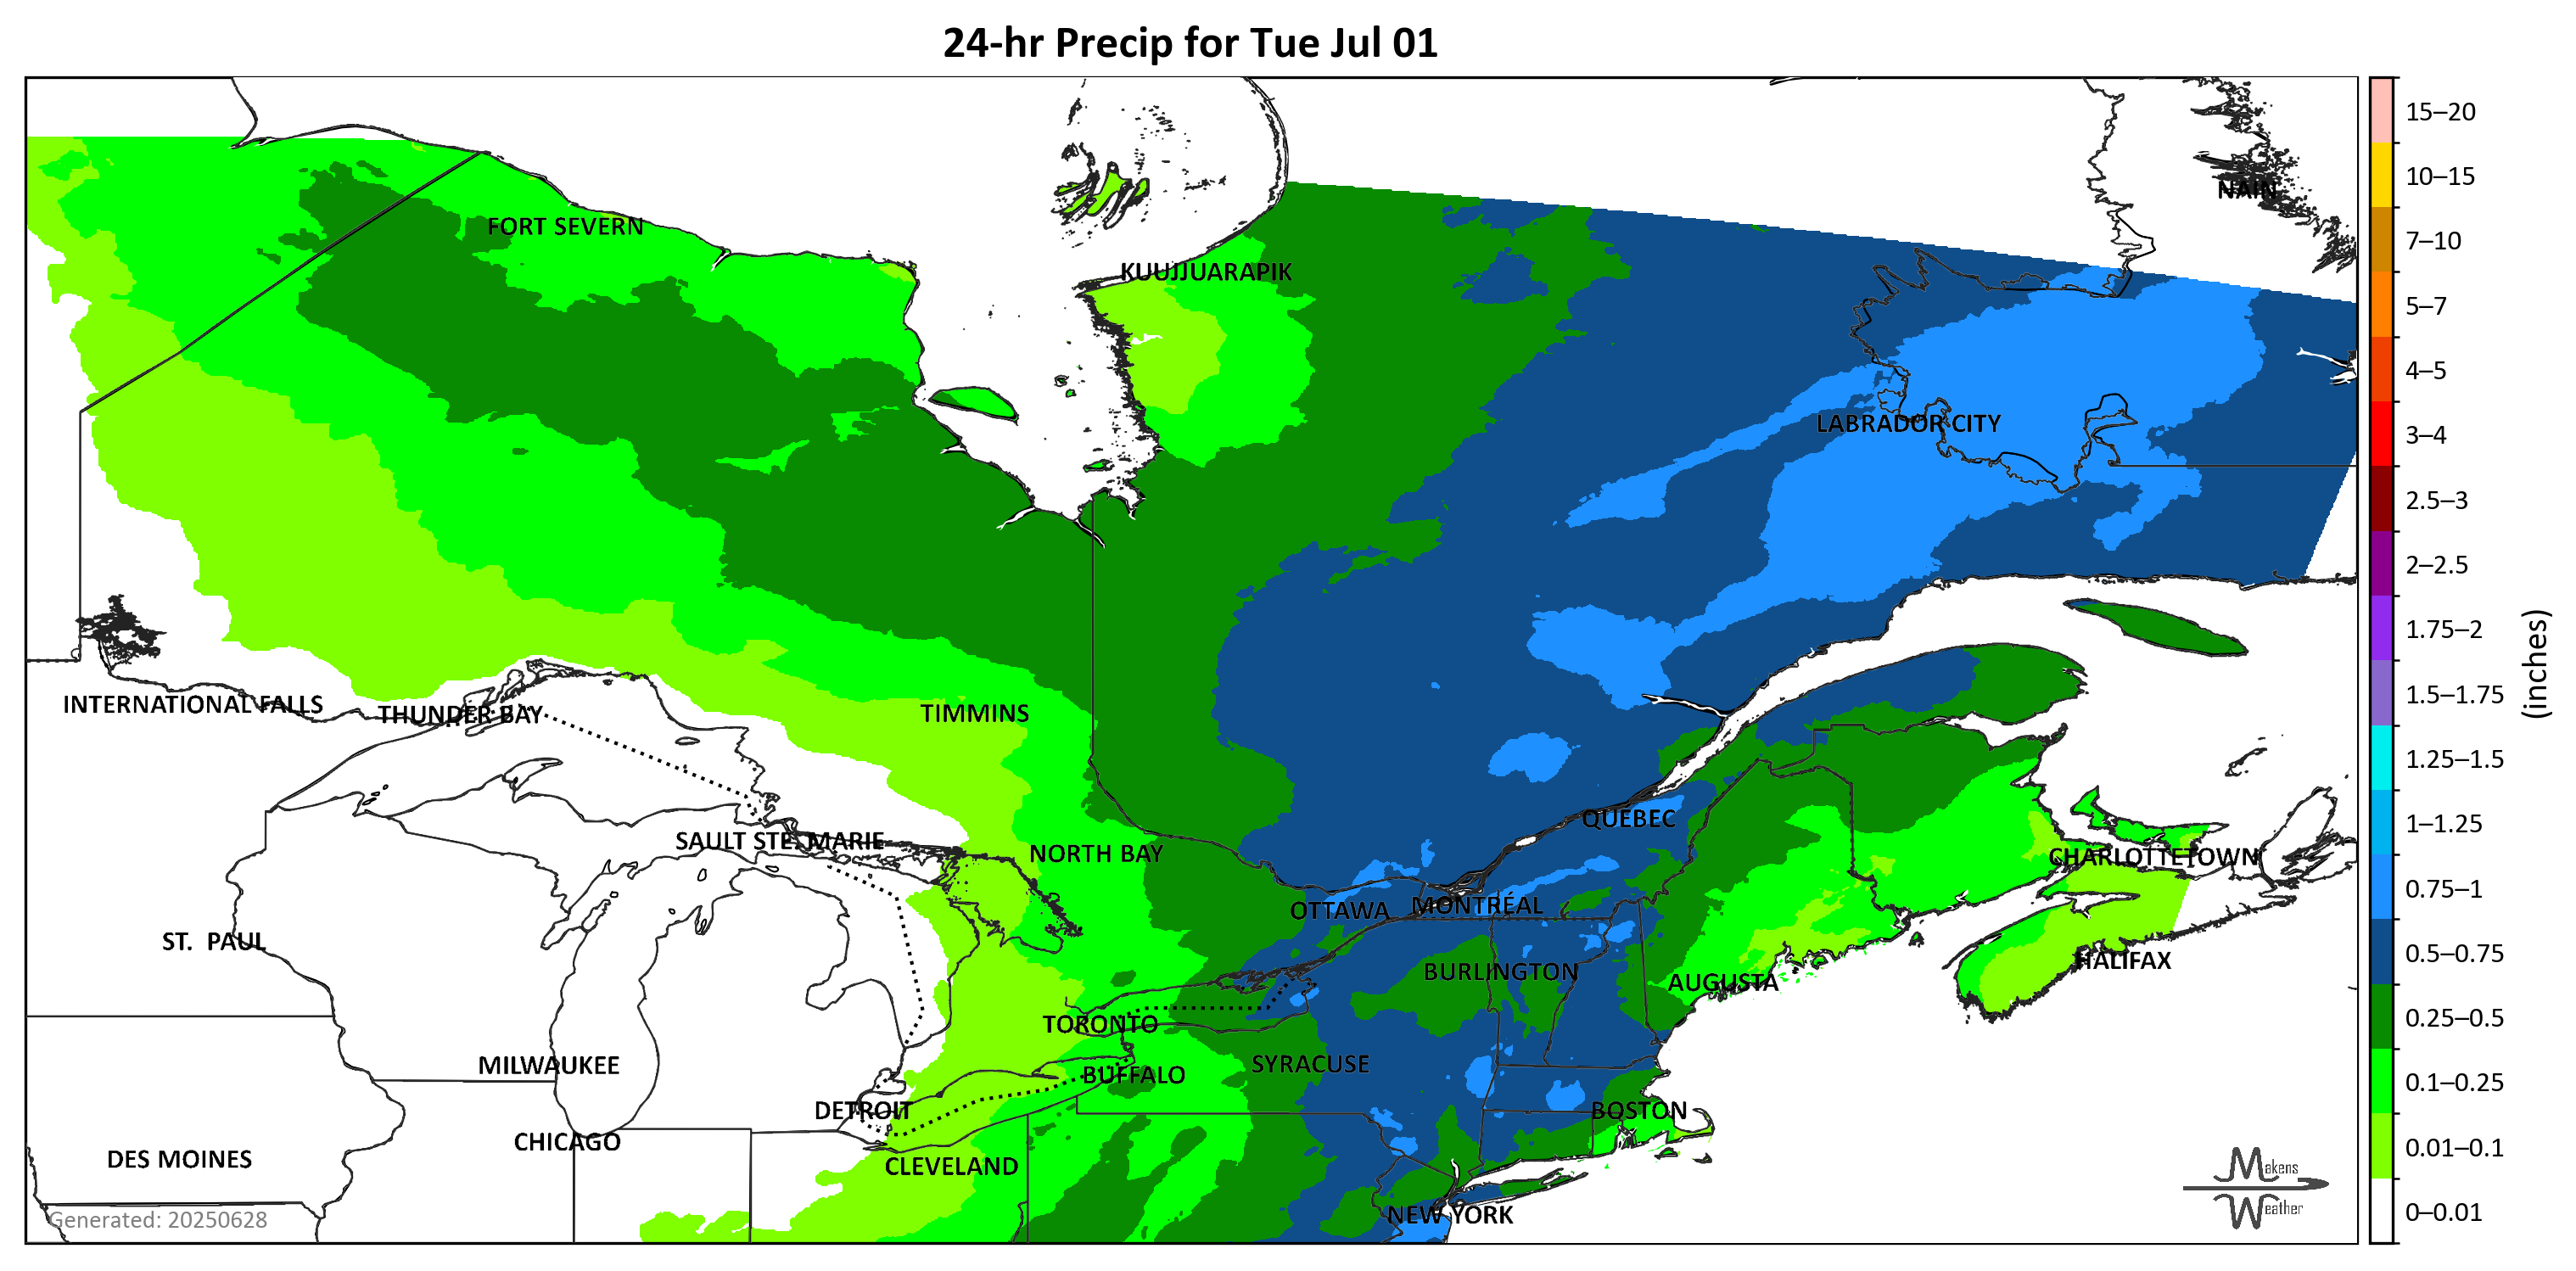 24-hr Precip for Tue Jul 01
15–20
10–15
NAIN
FORT SEVERN
7–10
KUUJJUARAPIK
5–7
4–5
LABRADOR CITY
3–4
2.5–3
2–2.5
1.75–2
(inches)
INTERNATIONAL FALLS
THUNDER BAY
TIMMINS
1.5–1.75
1.25–1.5
QUEBEC
1–1.25
SAULT STE. MARIE
NORTH BAY
CHARLOTTETOWN
0.75–1
OTTAWA
MONTRÉAL
ST. PAUL
0.5–0.75
HALIFAX
BURLINGTON
AUGUSTA
TORONTO
0.25–0.5
MILWAUKEE
SYRACUSE
BUFFALO
0.1–0.25
DETROIT
BOSTON
CHICAGO
0.01–0.1
DES MOINES
CLEVELAND
Makens
Weather
Generated: 20250628
NEW YORK
0–0.01